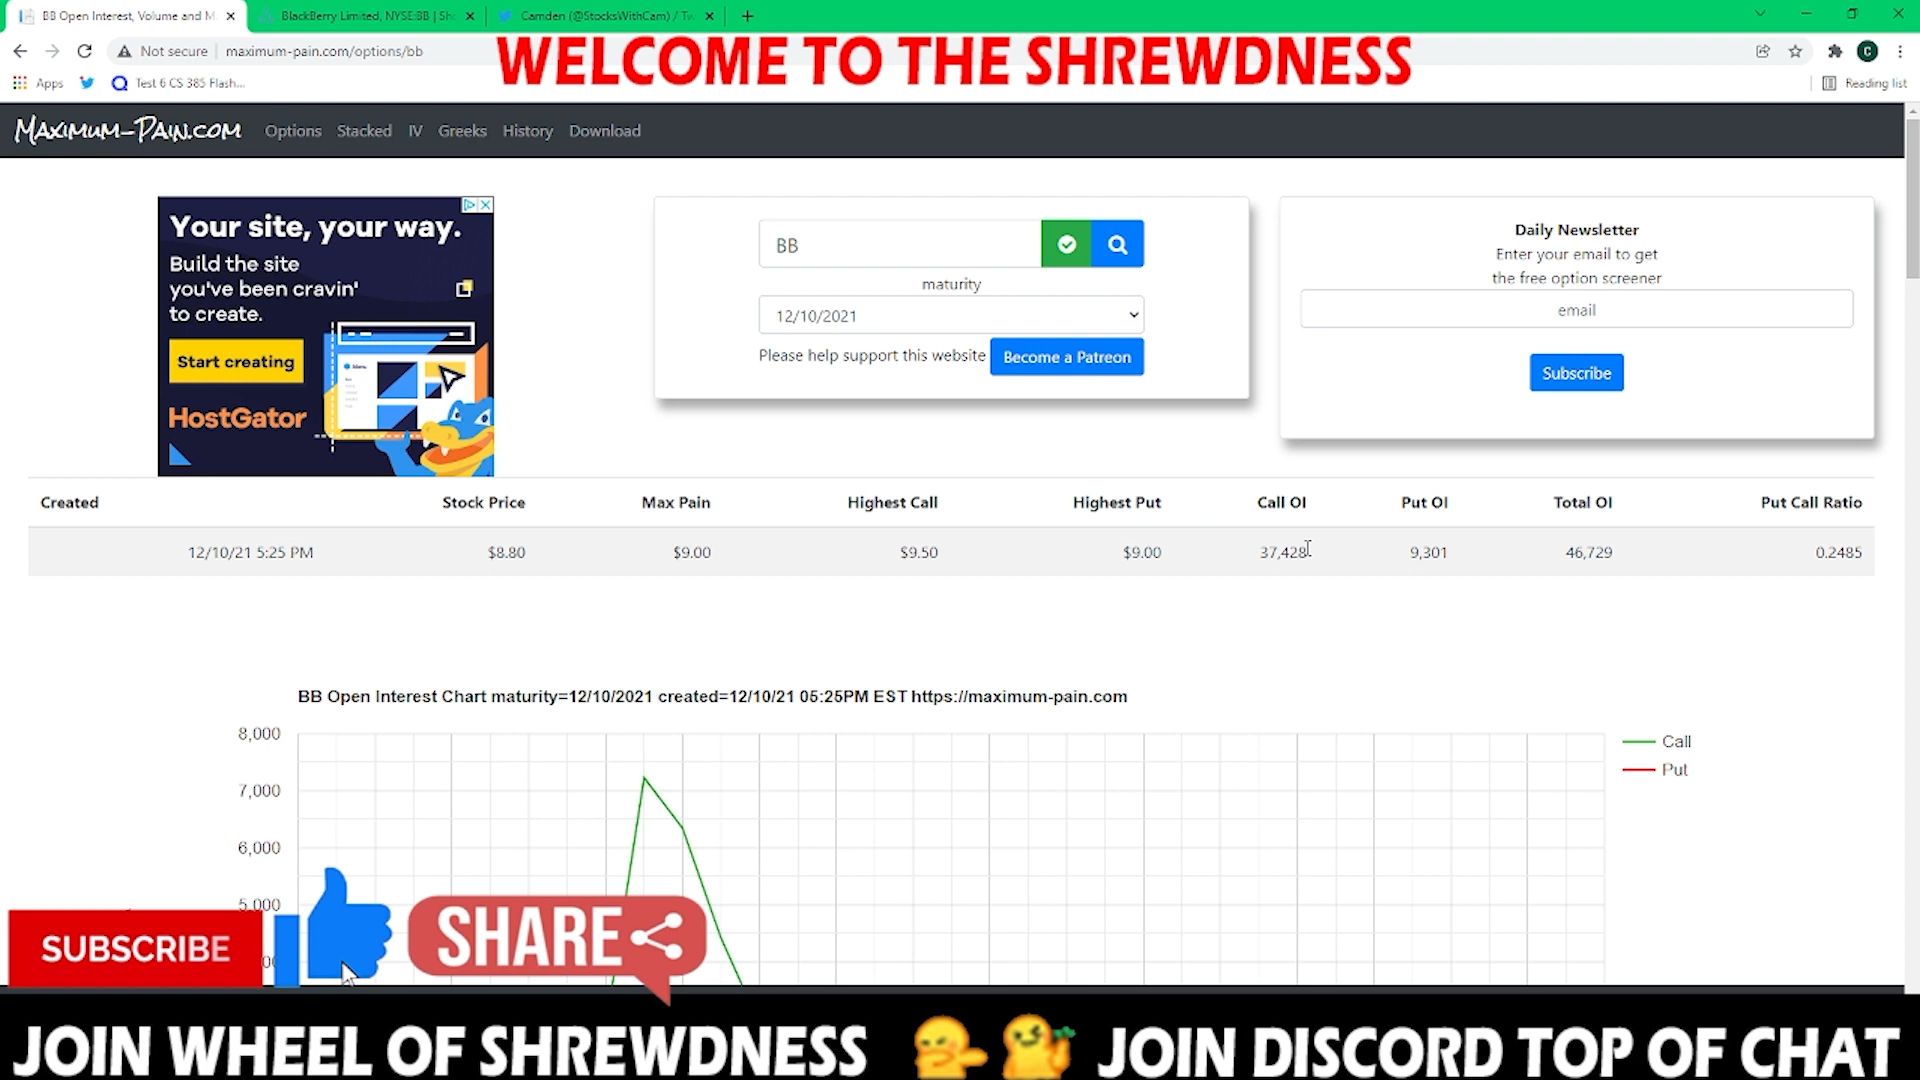 BB Open Interest, Volume and M
BlackBerry Limited, NYSE:BB | Sh
Camden (@StocksWithCam) / Tw
Not secure
maximum-pain.com/options/bb
WELCOME TO THE SHREWDNESS
Apps
Test 6 CS 385 Flash...
Reading list
MAXIMUM-PAIN.COM
Options
Stacked
IV
Greeks
History
Download
Your site, your way.
Build the site
you've been cravin'
to create.
Start creating
HostGator
BB
maturity
12/10/2021
Please help support this website
Become a Patreon
Daily Newsletter
Enter your email to get
the free option screener
email
Subscribe
Created Stock Price Max Pain Highest Call Highest Put Call OI Put OI Total OI Put Call Ratio
12/10/21 5:25 PM $8.80 $9.00 $9.50 $9.00 37,428 9,301 46,729 0.2485
BB Open Interest Chart maturity=12/10/2021 created=12/10/21 05:25PM EST https://maximum-pain.com
8,000
7,000
6,000
5,000
Call
Put
SUBSCRIBE
SHARE
JOIN WHEEL OF SHREWDNESS
JOIN DISCORD TOP OF CHAT